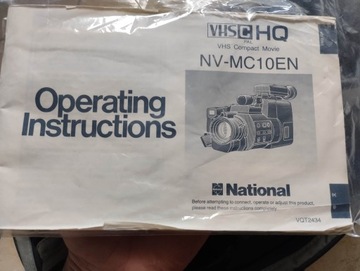 VHS C HQ
PAL
VHS Compact Movie
NV-MC10EN
Operating
Instructions
National
Before attempting to connect, operate or adjust this product,
please read these instructions completely.
VQT2434